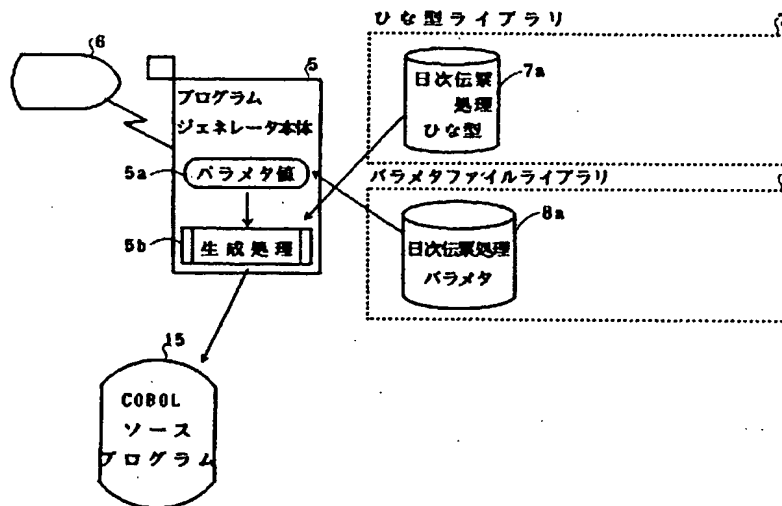 ひな型ライブラリ
6
5
プログラム
ジェネレータ本体
日次伝票
処理
ひな型
7a
5a
パラメタ値
パラメタファイルライブラリ
5b
生成処理
日次伝票処理
パラメタ
8a
15
COBOL
ソース
プログラム